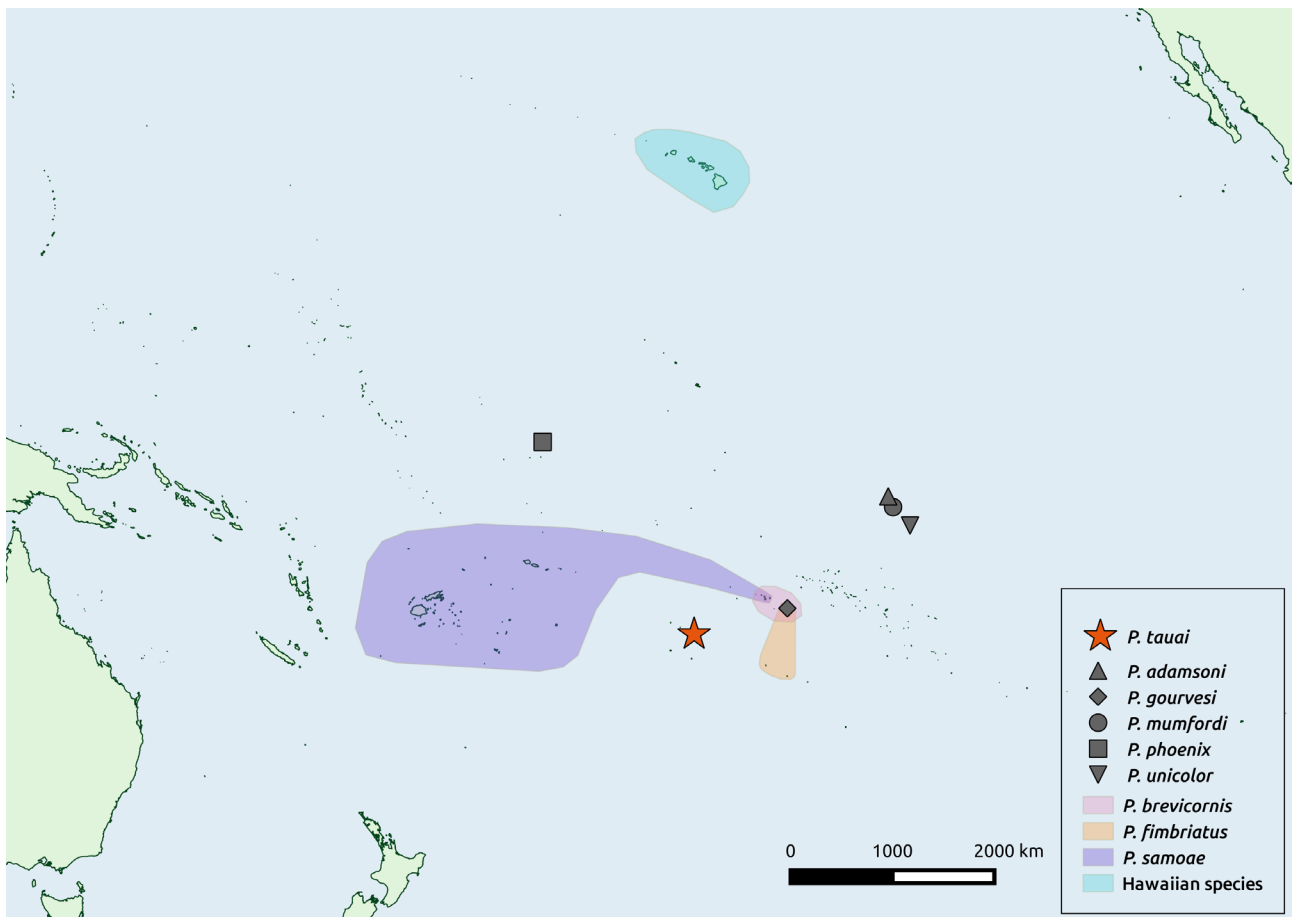 P. tauai
P. adamsoni
P. gourvesi
P. mumfordi
P. phoenix
P. unicolor
P. brevicornis
P. fimbriatus
P. samoae
Hawaiian species
0 1000 2000 km